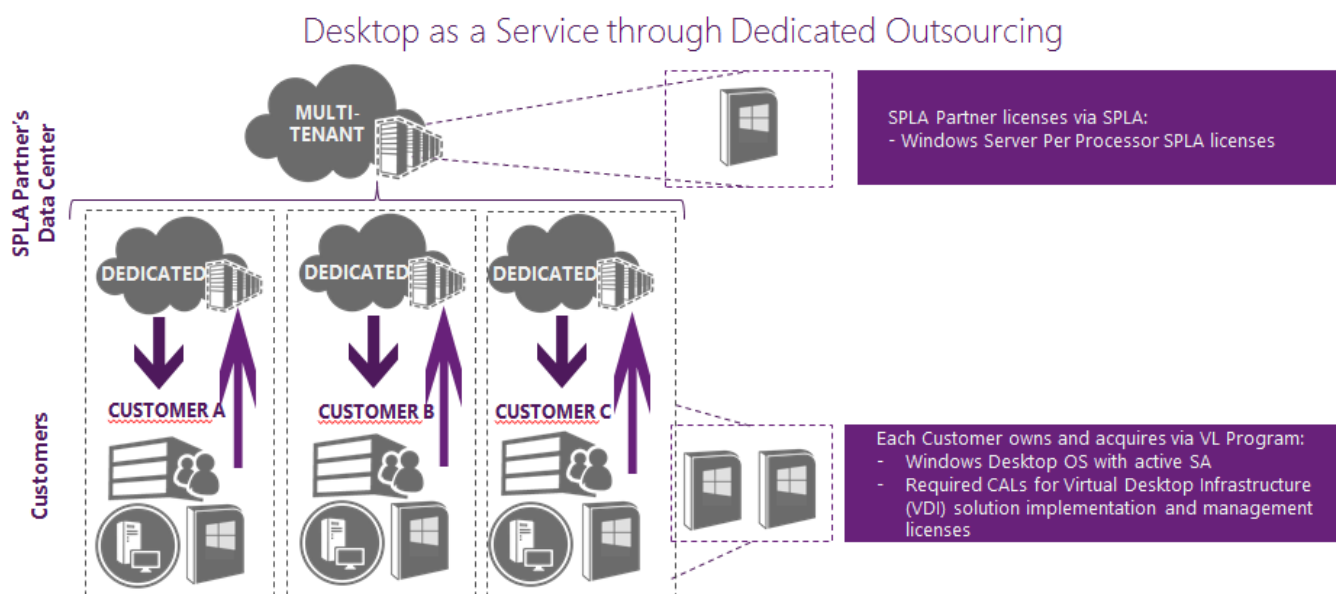 Desktop as a Service through Dedicated Outsourcing
SPLA Partner's
Data Center
MULTI-
TENANT
SPLA Partner licenses via SPLA:
- Windows Server Per Processor SPLA licenses
DEDICATED
DEDICATED
DEDICATED
Customers
CUSTOMER A
CUSTOMER B
CUSTOMER C
Each Customer owns and acquires via VL Program:
- Windows Desktop OS with active SA
- Required CALs for Virtual Desktop Infrastructure
(VDI) solution implementation and management
licenses